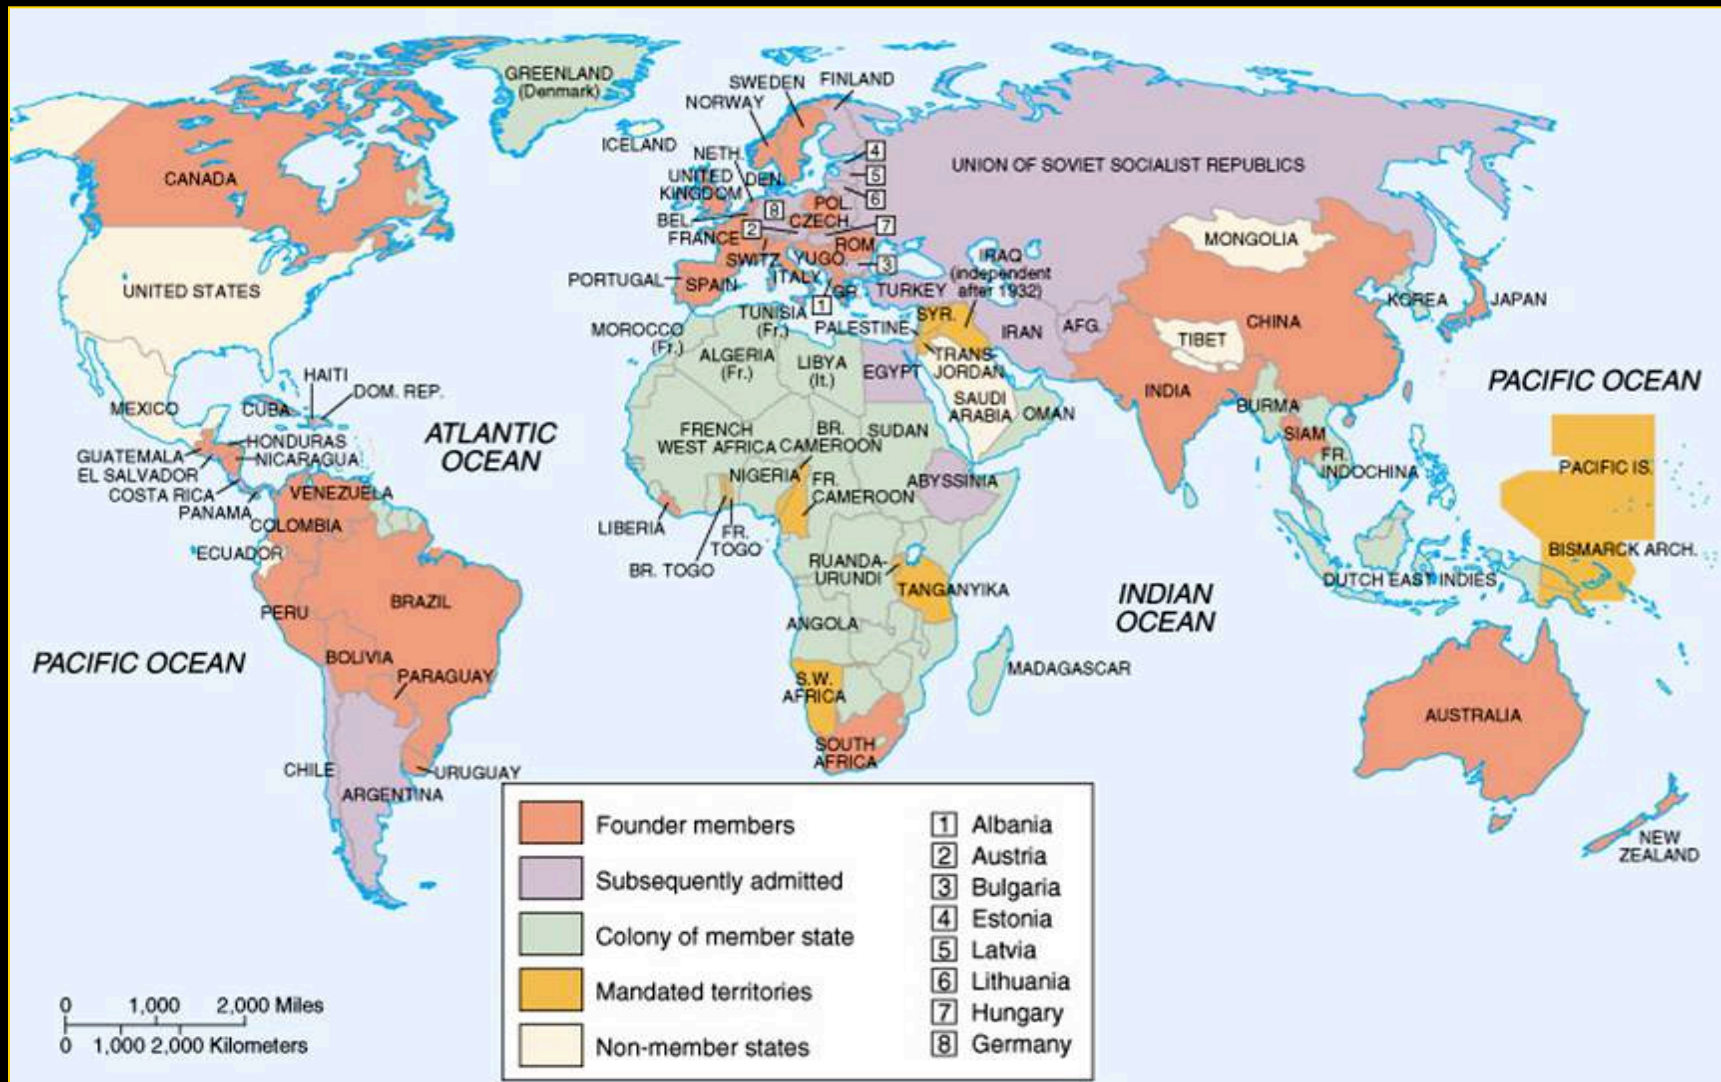 GREENLAND
(Denmark)
SWEDEN
FINLAND
NORWAY
ICELAND
NETH.
UNITED
KINGDOM
DEN.
4
5
6
UNION OF SOVIET SOCIALIST REPUBLICS
CANADA
BEL.
8
POL.
CZECH.
2
7
FRANCE
ROM.
SWITZ.
YUGO.
3
ITALY
MONGOLIA
IRAQ
(independent
after 1932)
UNITED STATES
PORTUGAL
SPAIN
GR.
1
TURKEY
KOREA
JAPAN
TUNISIA
(Fr.)
PALESTINE
SYR.
IRAN
AFG.
CHINA
TIBET
MOROCCO
(Fr.)
ALGERIA
(Fr.)
LIBYA
(It.)
EGYPT
TRANS-
JORDAN
SAUDI
ARABIA
OMAN
INDIA
BURMA
PACIFIC OCEAN
HAITI
DOM. REP.
MEXICO
CUBA
ATLANTIC
OCEAN
HONDURAS
GUATEMALA
NICARAGUA
EL SALVADOR
COSTA RICA
PANAMA
VENEZUELA
COLOMBIA
ECUADOR
FRENCH
WEST AFRICA
BR.
CAMEROON
SUDAN
NIGERIA
FR.
CAMEROON
ABYSSINIA
LIBERIA
FR.
TOGO
BR. TOGO
SIAM
FR.
INDOCHINA
PACIFIC IS.
BISMARCK ARCH.
RUANDA-
URUNDI
TANGANYIKA
DUTCH EAST INDIES
INDIAN
OCEAN
PERU
BRAZIL
ANGOLA
PACIFIC OCEAN
BOLIVIA
PARAGUAY
MADAGASCAR
S.W.
AFRICA
AUSTRALIA
SOUTH
AFRICA
CHILE
URUGUAY
ARGENTINA
NEW
ZEALAND
Founder members
Subsequently admitted
Colony of member state
Mandated territories
Non-member states
1 Albania
2 Austria
3 Bulgaria
4 Estonia
5 Latvia
6 Lithuania
7 Hungary
8 Germany
0 1,000 2,000 Miles
0 1,000 2,000 Kilometers